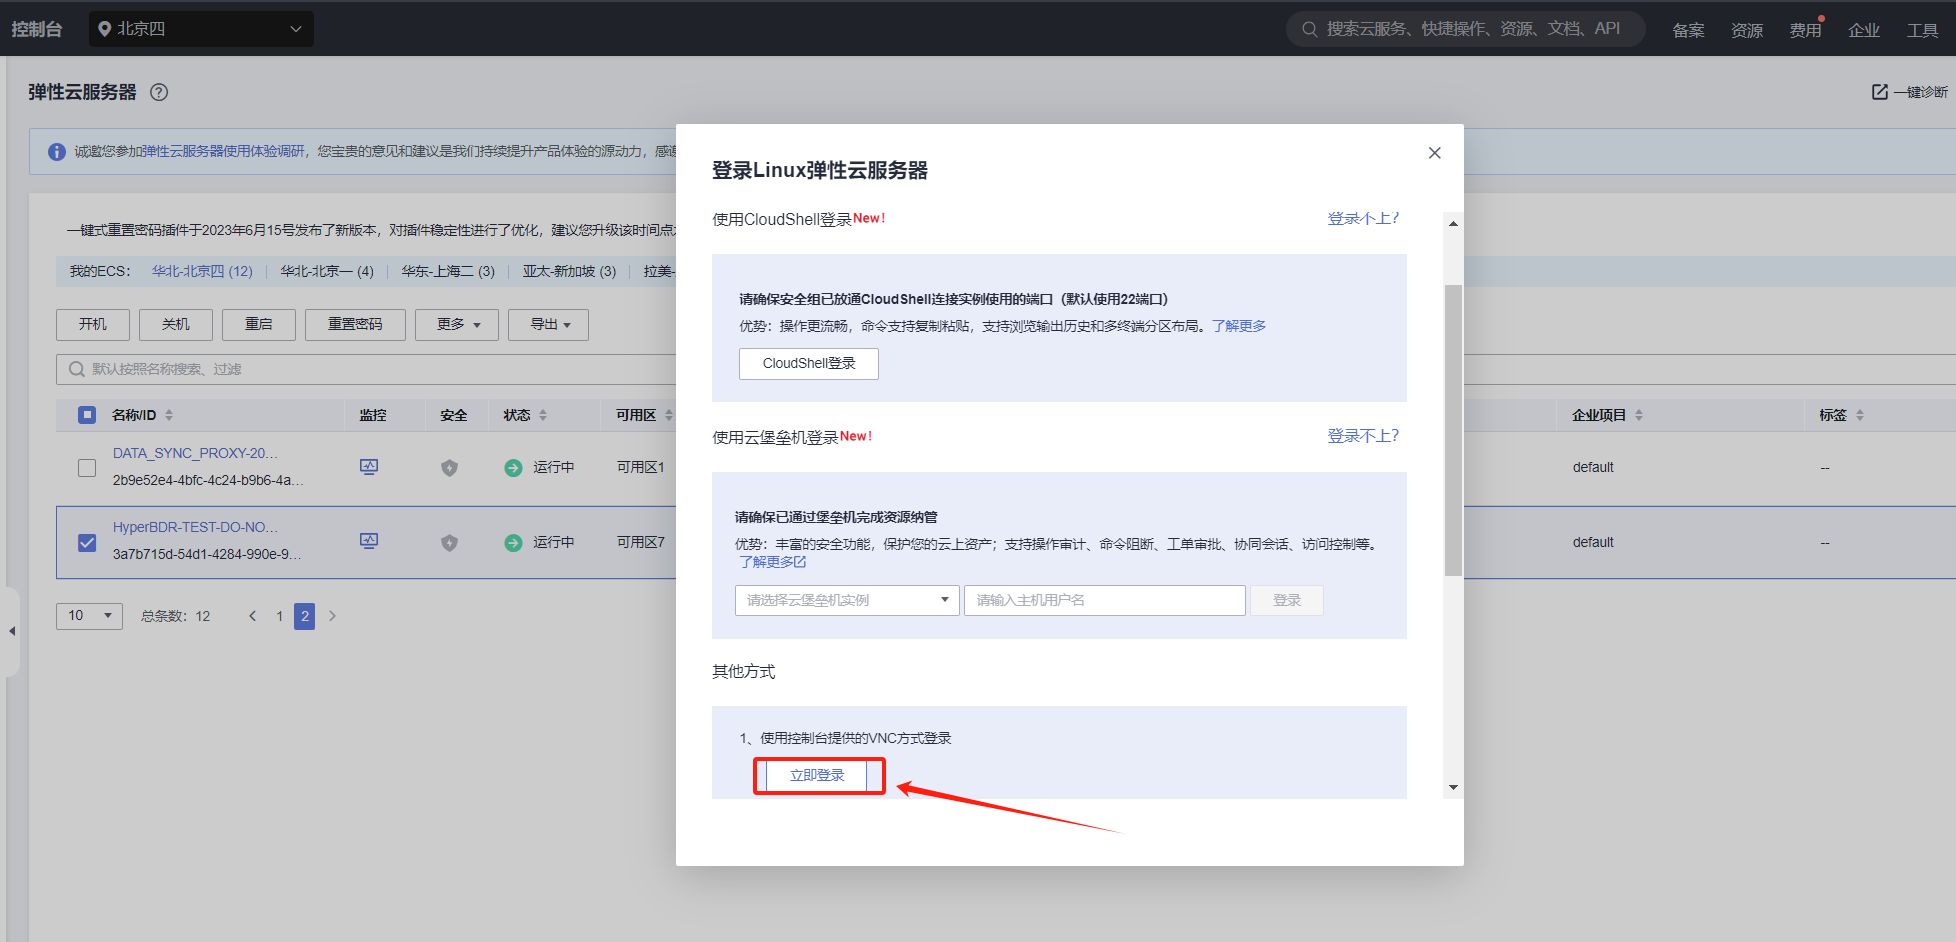 控制台
北京四
搜索云服务、快捷操作、资源、文档、API
备案
资源
费用
企业
工具
弹性云服务器
一键诊断
诚邀您参加弹性云服务器使用体验调研，您宝贵的意见和建议是我们持续提升产品体验的源动力，感谢
一键式重置密码插件于2023年6月15号发布了新版本，对插件稳定性进行了优化，建议您升级该时间点
我的ECS： 华北-北京四 (12) 华北-北京一 (4) 华东-上海二 (3) 亚太-新加坡 (3) 拉美-
开机
关机
重启
重置密码
更多
导出
默认按照名称搜索、过滤
名称/ID
监控
安全
状态
可用区
企业项目
标签
DATA_SYNC_PROXY-20...
2b9e52e4-4bfc-4c24-b9b6-4a...
运行中
可用区1
default
--
HyperBDR-TEST-DO-NO...
3a7b715d-54d1-4284-990e-9...
运行中
可用区7
default
--
10
总条数：12
1
2
登录Linux弹性云服务器
使用CloudShell登录New!
登录不上?
请确保安全组已放通CloudShell连接实例使用的端口（默认使用22端口）
优势：操作更流畅，命令支持复制粘贴，支持浏览输出历史和多终端分区布局。了解更多
CloudShell登录
使用云堡垒机登录New!
登录不上?
请确保已通过堡垒机完成资源纳管
优势：丰富的安全功能，保护您的云上资产；支持操作审计、命令阻断、工单审批、协同会话、访问控制等。
了解更多
请选择云堡垒机实例
请输入主机用户名
登录
其他方式
1、使用控制台提供的VNC方式登录
立即登录